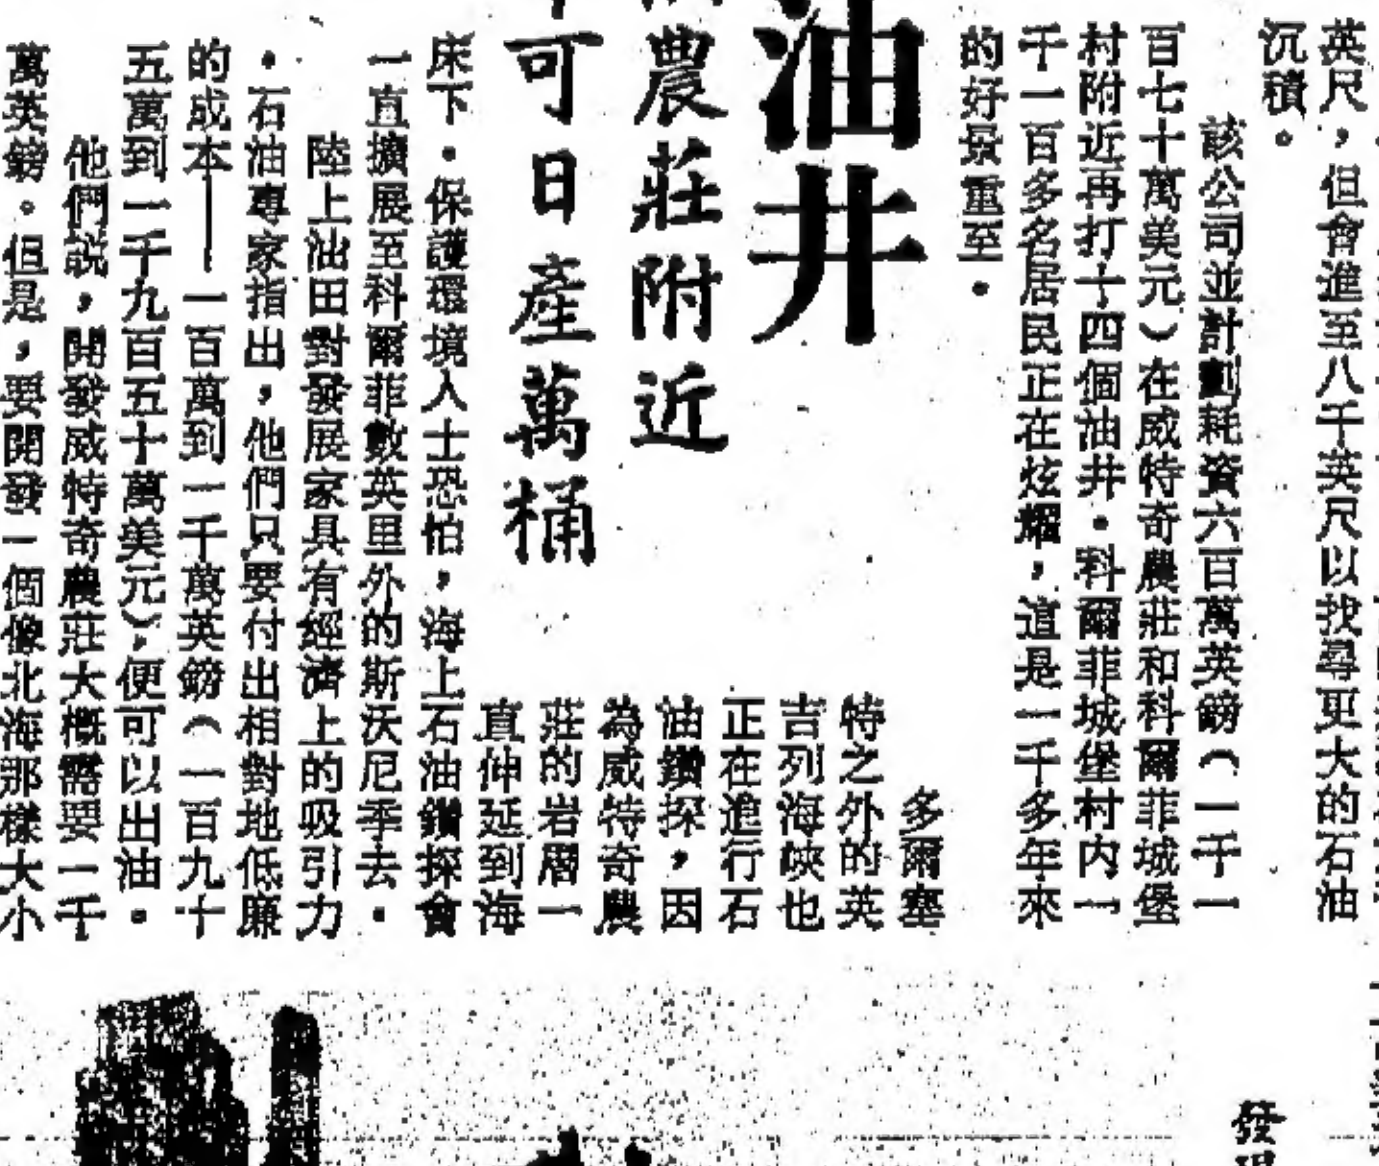 英尺，但會進至八千英尺以找尋更大的石油
沉積。
該公司並計劃耗資六百萬英鎊（一千一
百七十萬美元）在威特奇農莊和科爾菲城堡
村附近再打十四個油井。科爾菲城堡村內一
千一百多名居民正在炫耀，這是一千多年來
的好景重至。
油井
農莊附近
可日產萬桶
多爾塞
特之外的英
吉列海峽也
正在進行石
油鑽探，因
為威特奇農
莊的岩層一
直伸延到海
床下。保護環境人士恐怕，海上石油鑽探會
一直擴展至科爾菲數英里外的斯沃尼季去。
陸上油田對發展家具有經濟上的吸引力
。石油專家指出，他們只要付出相對地低廉
的成本——一百萬到一千萬英鎊（一百九十
五萬到一千九百五十萬美元），便可以出油。
他們說，開發威特奇農莊大概需要一千
萬英鎊。但是，要開發一個像北海那樣大小
發